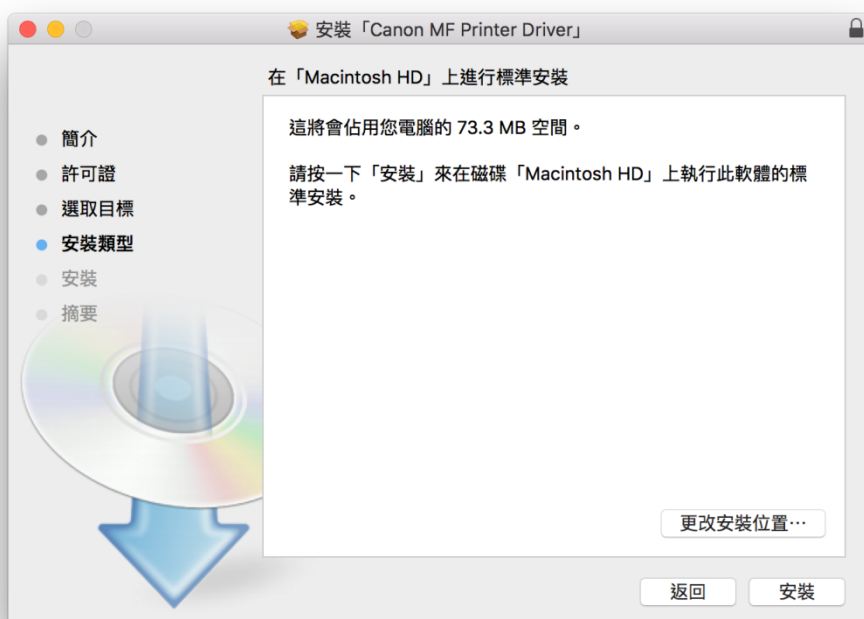 安裝「Canon MF Printer Driver」
在「Macintosh HD」上進行標準安裝
簡介
許可證
選取目標
安裝類型
安裝
摘要
這將會佔用您電腦的 73.3 MB 空間。
請按一下「安裝」來在磁碟「Macintosh HD」上執行此軟體的標
準安裝。
更改安裝位置⋯
返回
安裝